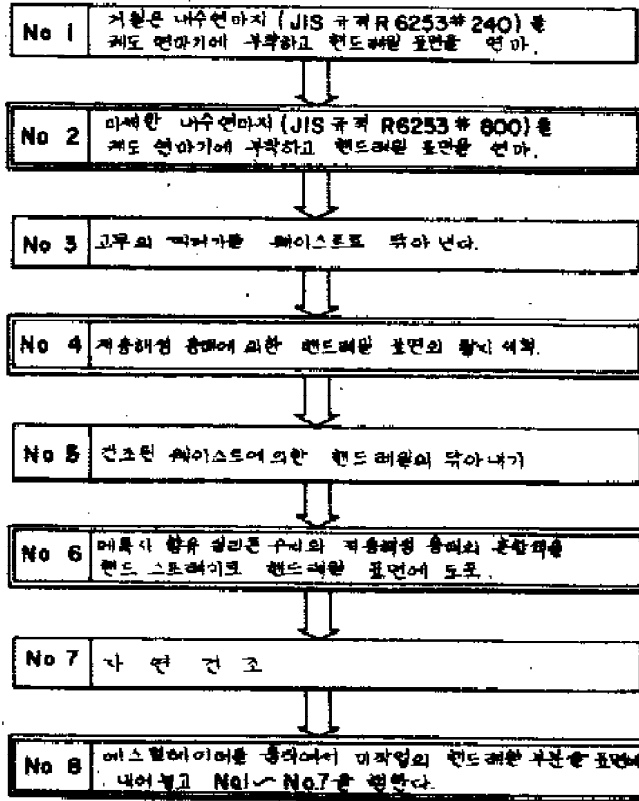 No 1 거칠은 내수연마지 (JIS 규격 R 6253# 240) 를
궤도 연마기에 부착하고 핸드레일 표면을 연마.
No 2 미세한 내수연마지 (JIS 규격 R6253 # 800) 를
궤도 연마기에 부착하고 핸드레일 표면을 연마.
No 3 고무의 찌꺼기를 웨이스트로 닦아 낸다.
No 4 저용해성 용매에 의한 핸드레일 표면의 탈지 세척.
No 5 건조된 웨이스트에 의한 핸드레일의 닦아내기
No 6 함유 실리콘 수지와 저용해성 용매의 혼합액을
핸드 스프레이로 핸드레일 표면에 도포.
No 7 자 연 건 조
No 8 에스컬레이터를 미작업의 핸드레일 부분을 표면에
내어놓고 No1~No.7을 행한다.